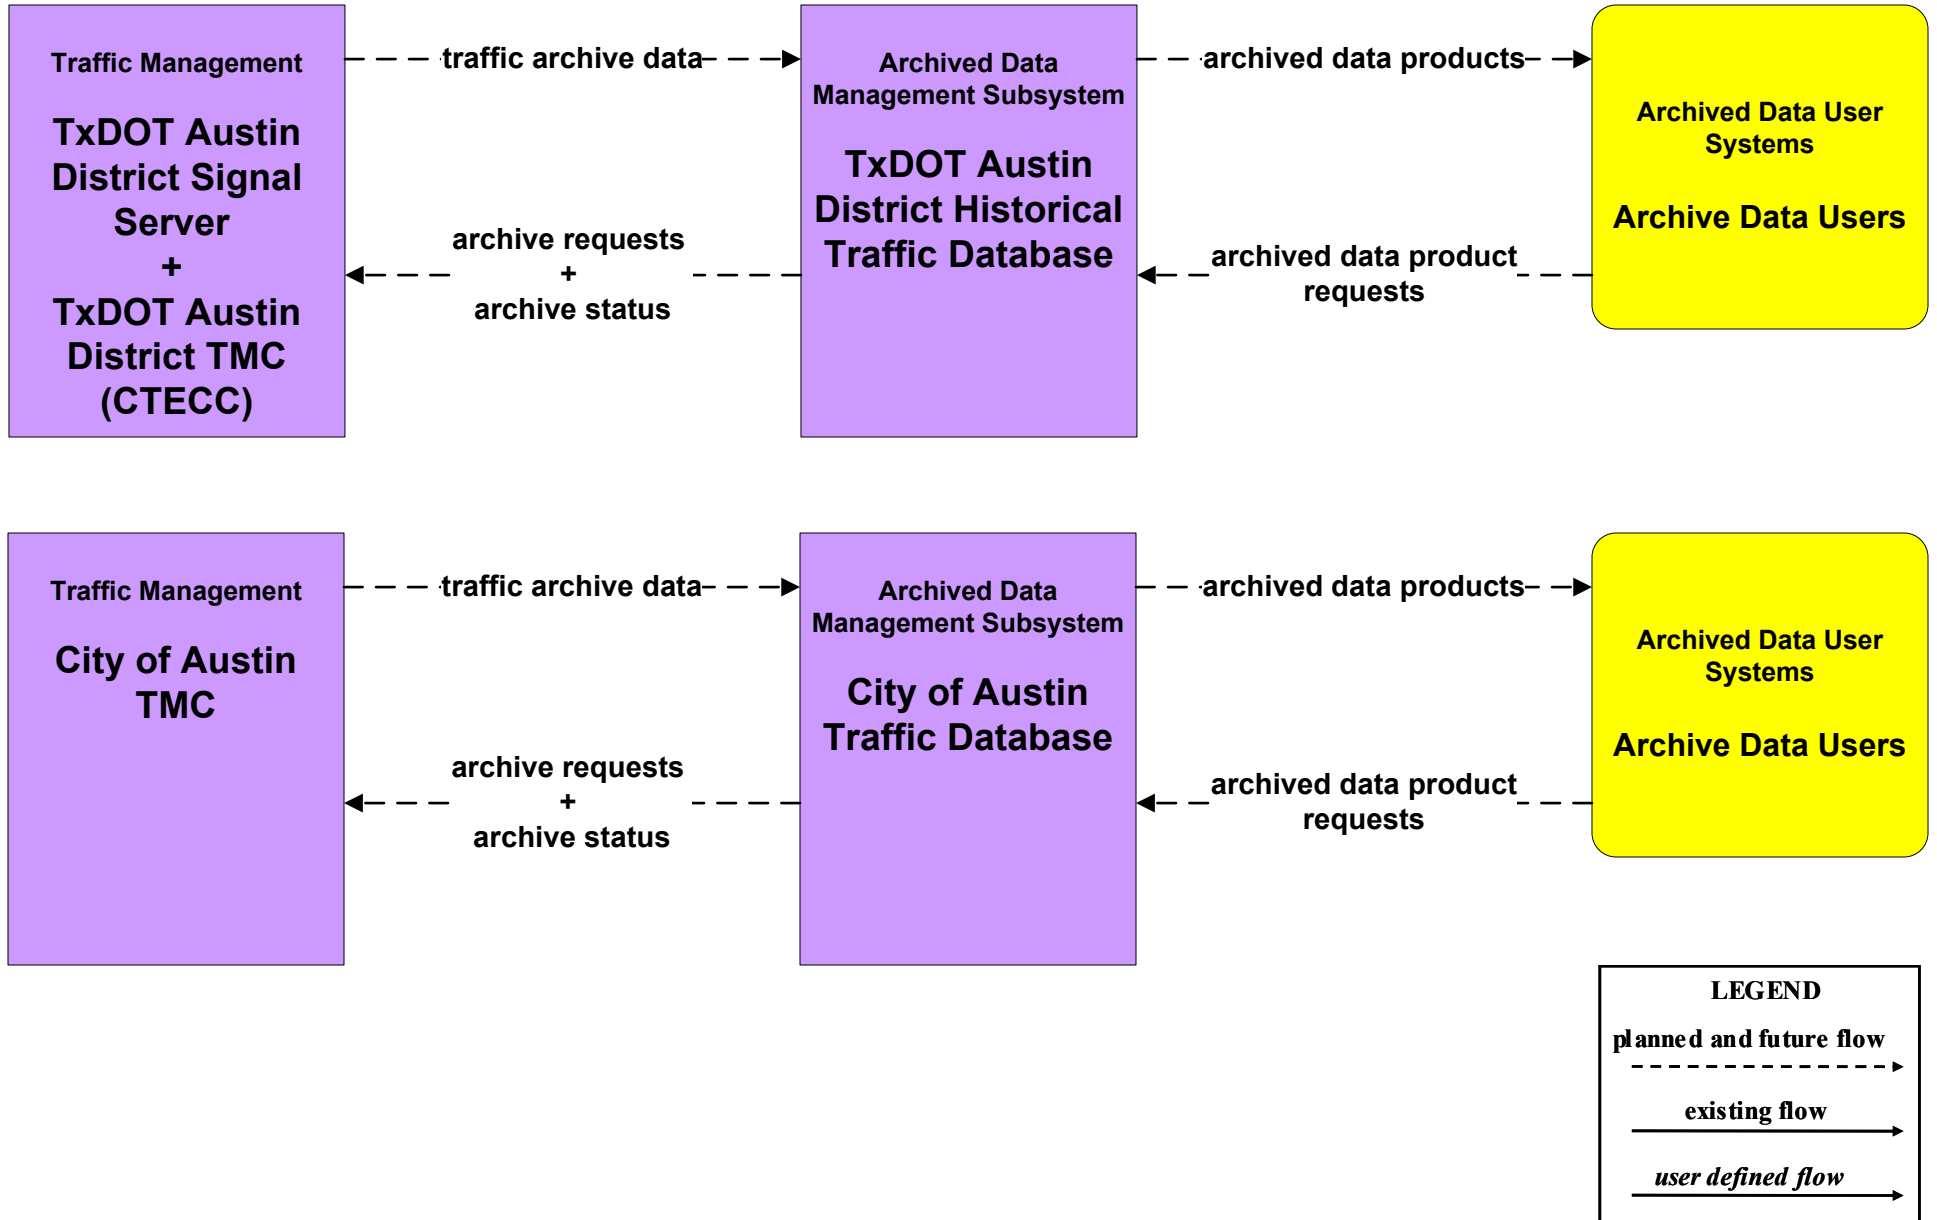 Traffic Management
TxDOT Austin
District Signal
Server
+
TxDOT Austin
District TMC
(CTECC)
traffic archive data
archive requests
+
archive status
Archived Data
Management Subsystem
TxDOT Austin
District Historical
Traffic Database
archived data products
archived data product
requests
Archived Data User
Systems
Archive Data Users
Traffic Management
City of Austin
TMC
traffic archive data
archive requests
+
archive status
Archived Data
Management Subsystem
City of Austin
Traffic Database
archived data products
archived data product
requests
Archived Data User
Systems
Archive Data Users
LEGEND
planned and future flow
existing flow
user defined flow